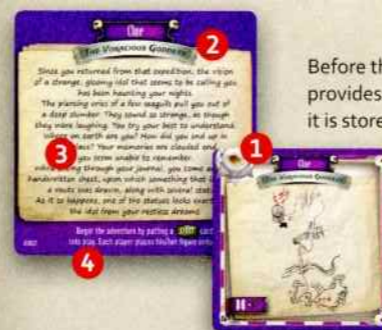 Clue
The Voracious Goddess
2
Since you returned from that expedition, the vision
of a strange, gloomy idol that seems to be calling you
has been haunting your nights.
The piercing cries of a few seagulls pull you out of
a deep slumber. They sound so strange, as though
they were laughing. You try your best to understand.
Where on earth are you? How did you end up in
place? Your memories are clouded and
you seem unable to remember.
3
through your journal, you come
handwritten sheet, upon which something that
a route was drawn, along with several
As it so happens, one of the statues looks exactly
the idol from your restless dreams
4
Begin the adventure by putting a
card
into play. Each player places his/her figure
Before th
provides
it is store
1
Clue
The Voracious Goddess